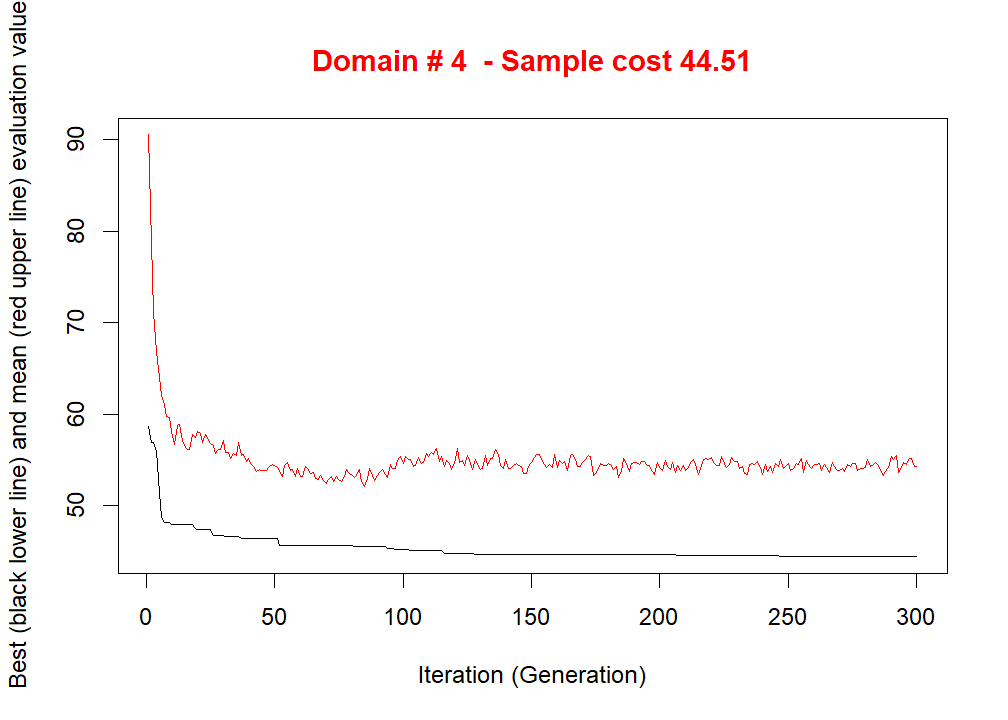 Domain # 4  - Sample cost 44.51
Best (black lower line) and mean (red upper line) evaluation value
90
80
70
60
50
0 50 100 150 200 250 300
Iteration (Generation)